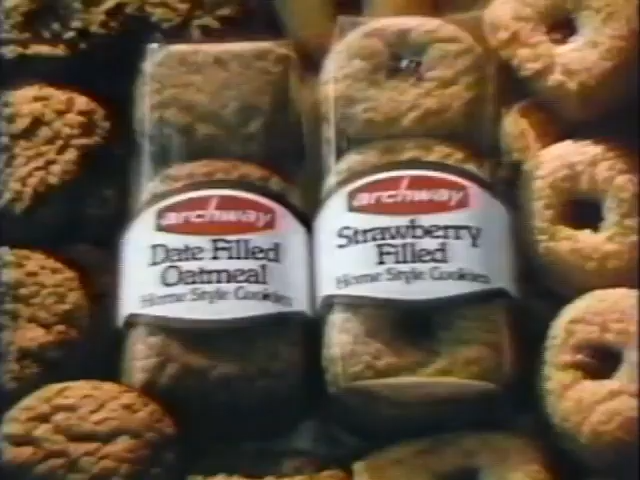 archway
Date Filled
Oatmeal
Home Style Cookies
archway
Strawberry
Filled
Home Style Cookies